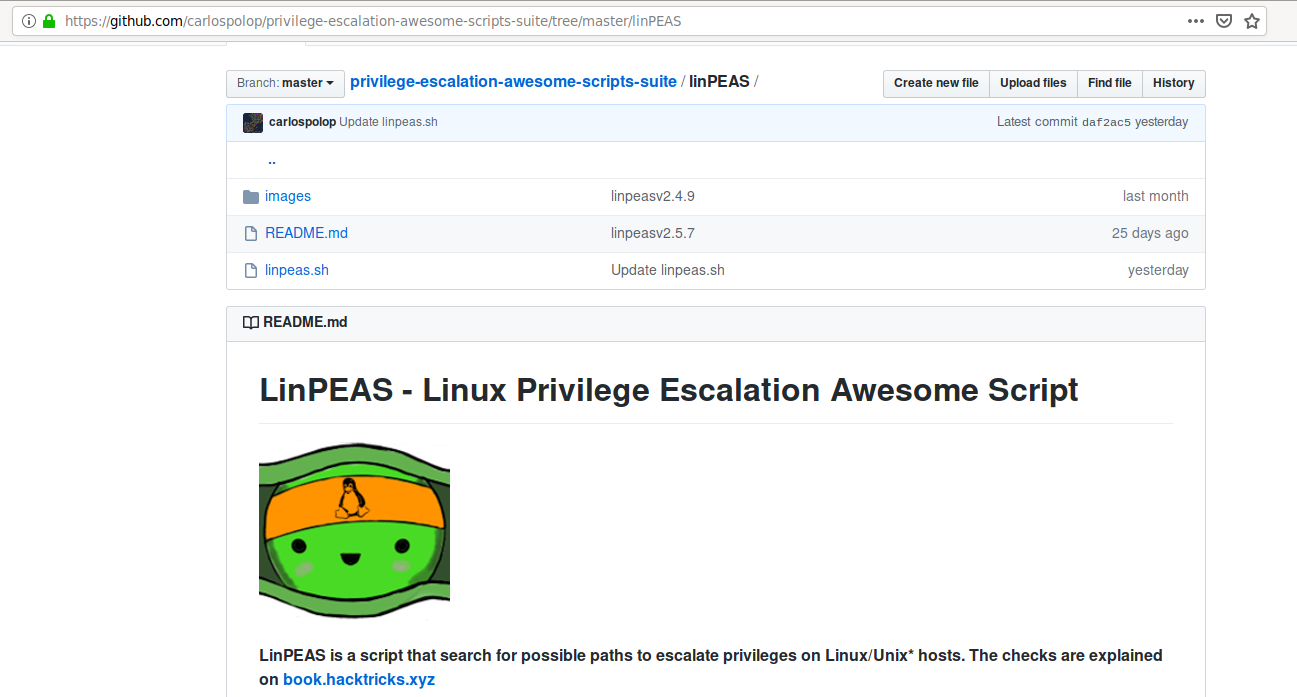 https://github.com/carlospolop/privilege-escalation-awesome-scripts-suite/tree/master/linPEAS
Branch: master privilege-escalation-awesome-scripts-suite / linPEAS / Create new file Upload files Find file History
carlospolop Update linpeas.sh Latest commit daf2ac5 yesterday
..
images linpeasv2.4.9 last month
README.md linpeasv2.5.7 25 days ago
linpeas.sh Update linpeas.sh yesterday
README.md
LinPEAS - Linux Privilege Escalation Awesome Script
LinPEAS is a script that search for possible paths to escalate privileges on Linux/Unix* hosts. The checks are explained
on book.hacktricks.xyz